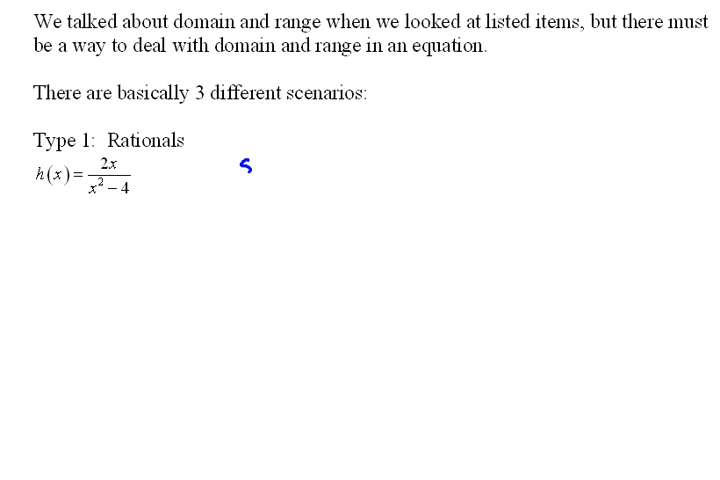 We talked about domain and range when we looked at listed items, but there must
be a way to deal with domain and range in an equation.
There are basically 3 different scenarios:
Type 1:  Rationals
h(x) = 2x / (x² − 4)